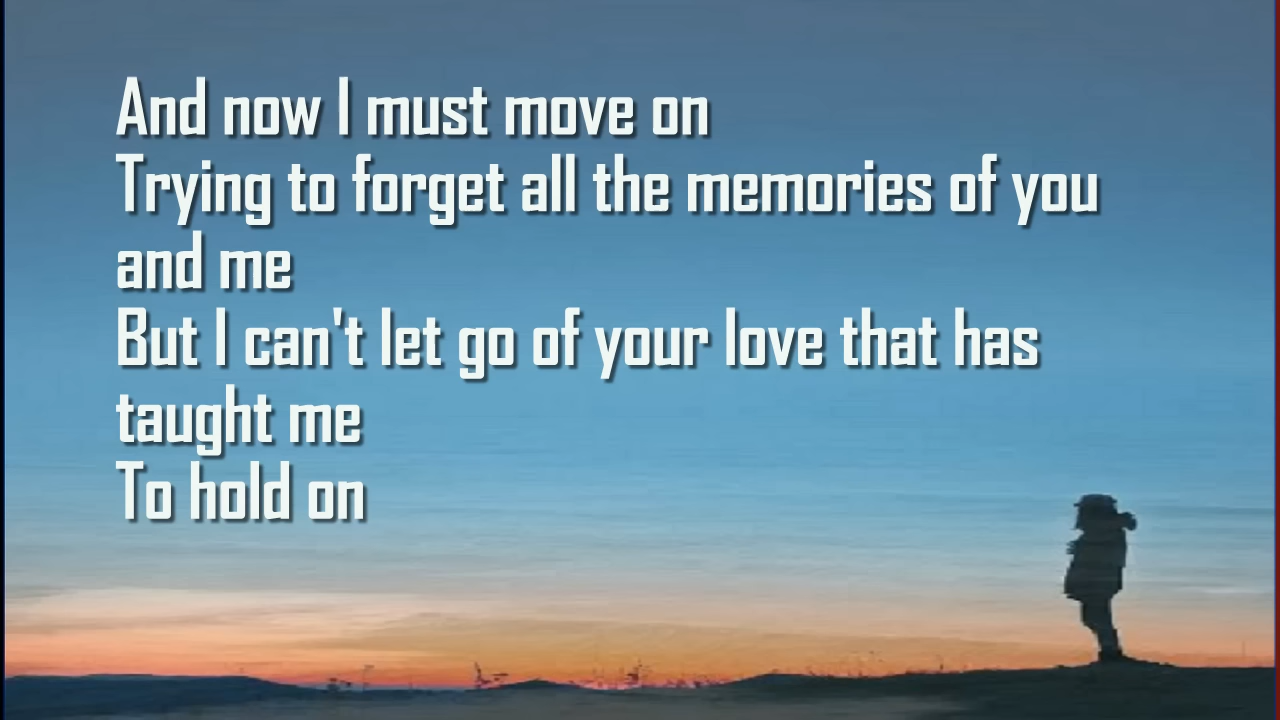 And now I must move on
Trying to forget all the memories of you
and me
But I can't let go of your love that has
taught me
To hold on